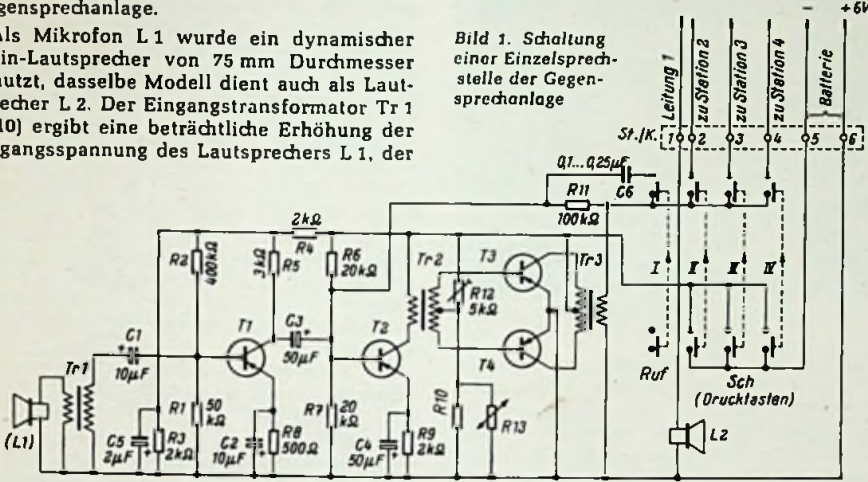 gensprechanlage.
Als Mikrofon L 1 wurde ein dynamischer
in-Lautsprecher von 75 mm Durchmesser
utzt, dasselbe Modell dient auch als Laut-
recher L 2. Der Eingangstransformator Tr 1
10) ergibt eine beträchtliche Erhöhung der
gangsspannung des Lautsprechers L 1, der
Bild 1. Schaltung
einer Einzelsprech-
stelle der Gegen-
sprechanlage
Leitung 1
zu Station 2
zu Station 3
zu Station 4
Batterie
−
+6V
St./K.
1
2
3
4
5
6
0,1...0,25µF
C6
R11
100kΩ
2kΩ
R4
R2
400kΩ
3kΩ
R5
R6
20kΩ
Tr2
T3
Tr3
R12
5kΩ
I
II
III
IV
C1
10µF
T1
C3
50µF
T2
T4
Ruf
Sch
(Drucktasten)
Tr1
(L1)
C5
2µF
R3
2kΩ
R1
50
kΩ
C2
10µF
R8
500Ω
R7
20
kΩ
C4
50µF
R9
2kΩ
R10
R13
L2